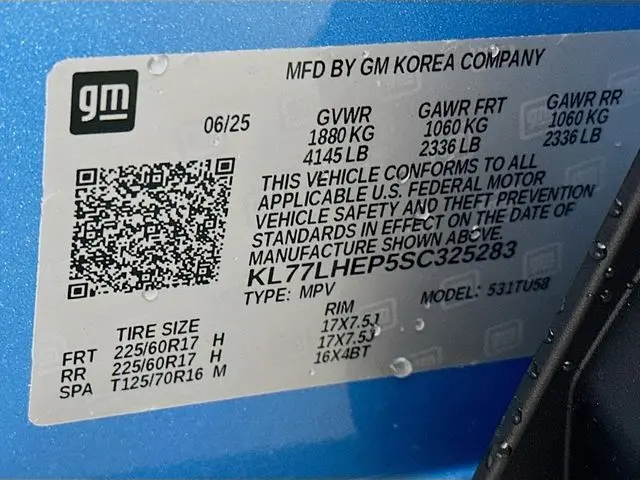 gm
MFD BY GM KOREA COMPANY
06/25
GVWR GAWR FRT GAWR RR
1880 KG 1060 KG 1060 KG
4145 LB 2336 LB 2336 LB
THIS VEHICLE CONFORMS TO ALL
APPLICABLE U.S. FEDERAL MOTOR
VEHICLE SAFETY AND THEFT PREVENTION
STANDARDS IN EFFECT ON THE DATE OF
MANUFACTURE SHOWN ABOVE.
KL77LHEP5SC325283
TYPE: MPV MODEL: 531TU58
TIRE SIZE RIM
FRT 225/60R17 H 17X7.5J
RR 225/60R17 H 17X7.5J
SPA T125/70R16 M 16X4BT